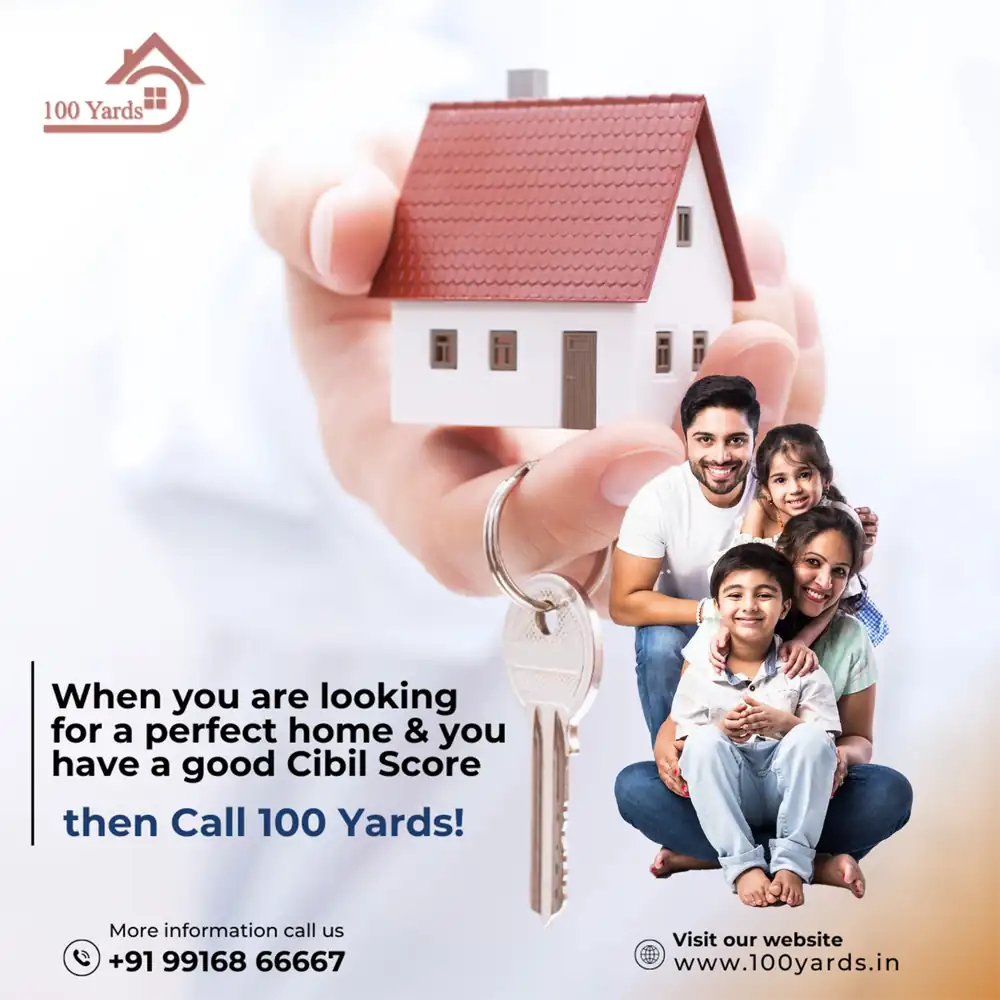 100 Yards
When you are looking
for a perfect home & you
have a good Cibil Score
then Call 100 Yards!
More information call us
+91 99168 66667
Visit our website
www.100yards.in